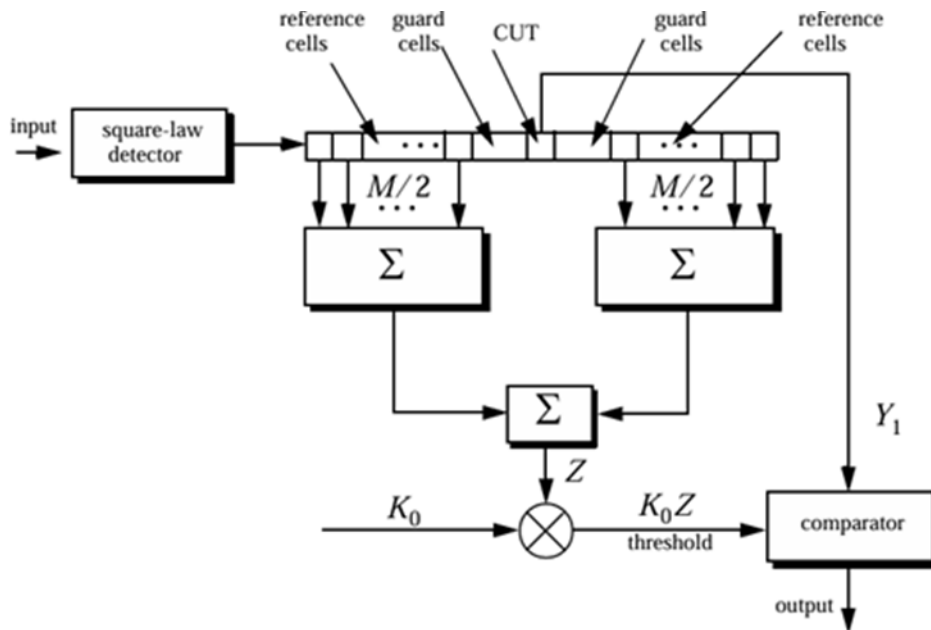 reference
cells
guard
cells
CUT
guard
cells
reference
cells
input
square-law
detector
...
...
M/2
...
M/2
...
Σ
Σ
Σ
Z
Y₁
K₀
K₀Z
threshold
comparator
output